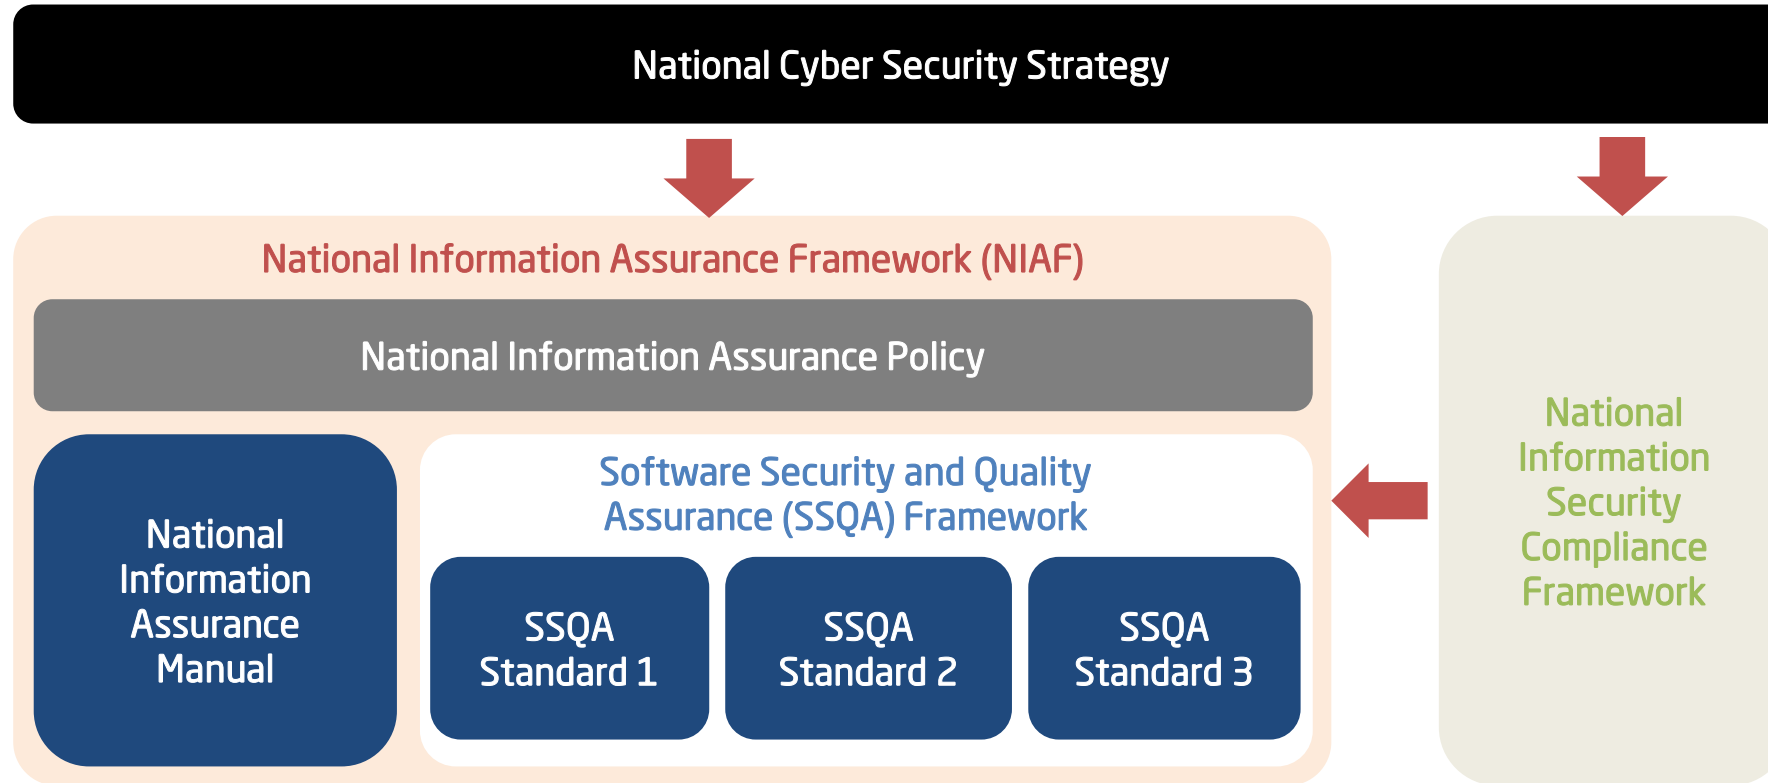 National Cyber Security Strategy
National Information Assurance Framework (NIAF)
National Information Assurance Policy
National
Information
Assurance
Manual
Software Security and Quality
Assurance (SSQA) Framework
SSQA
Standard 1
SSQA
Standard 2
SSQA
Standard 3
National
Information
Security
Compliance
Framework